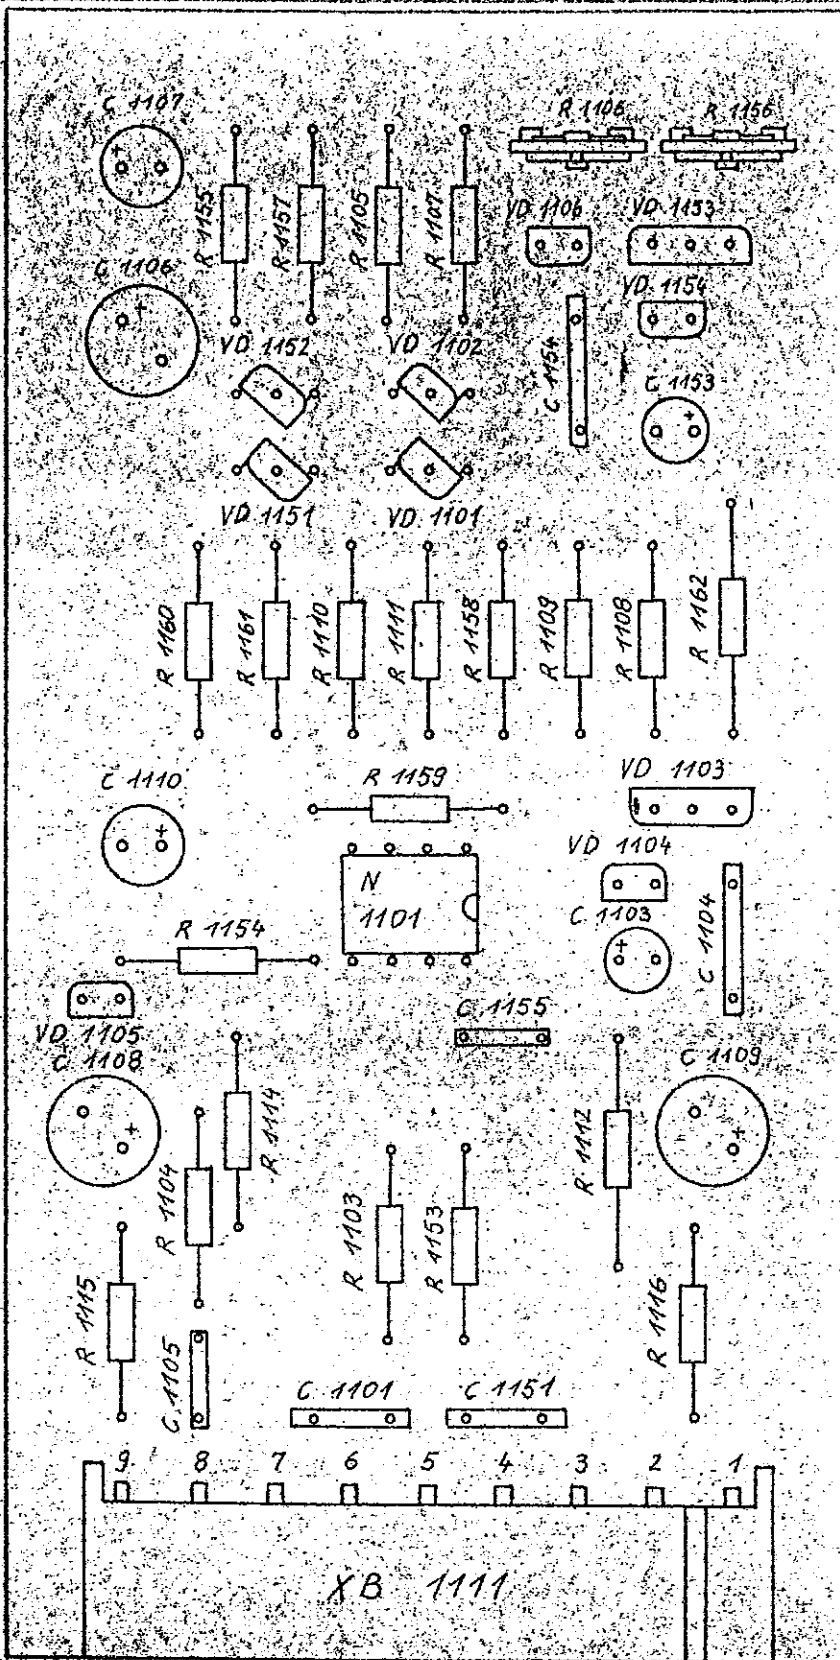 C 1107
R 1106
R 1156
R 1155
R 1157
R 1105
R 1107
VD 1106
VD 1153
C 1106
VD 1154
VD 1152
VD 1102
C 1154
C 1153
VD 1151
VD 1101
R 1160
R 1161
R 1110
R 1111
R 1158
R 1109
R 1108
R 1162
C 1110
R 1159
VD 1103
VD 1104
N
1101
C 1103
C 1104
R 1154
VD 1105
C 1155
C 1108
C 1109
R 1114
R 1112
R 1104
R 1103
R 1153
R 1115
R 1116
C 1105
C 1101
C 1151
9 8 7 6 5 4 3 2 1
XB 1111